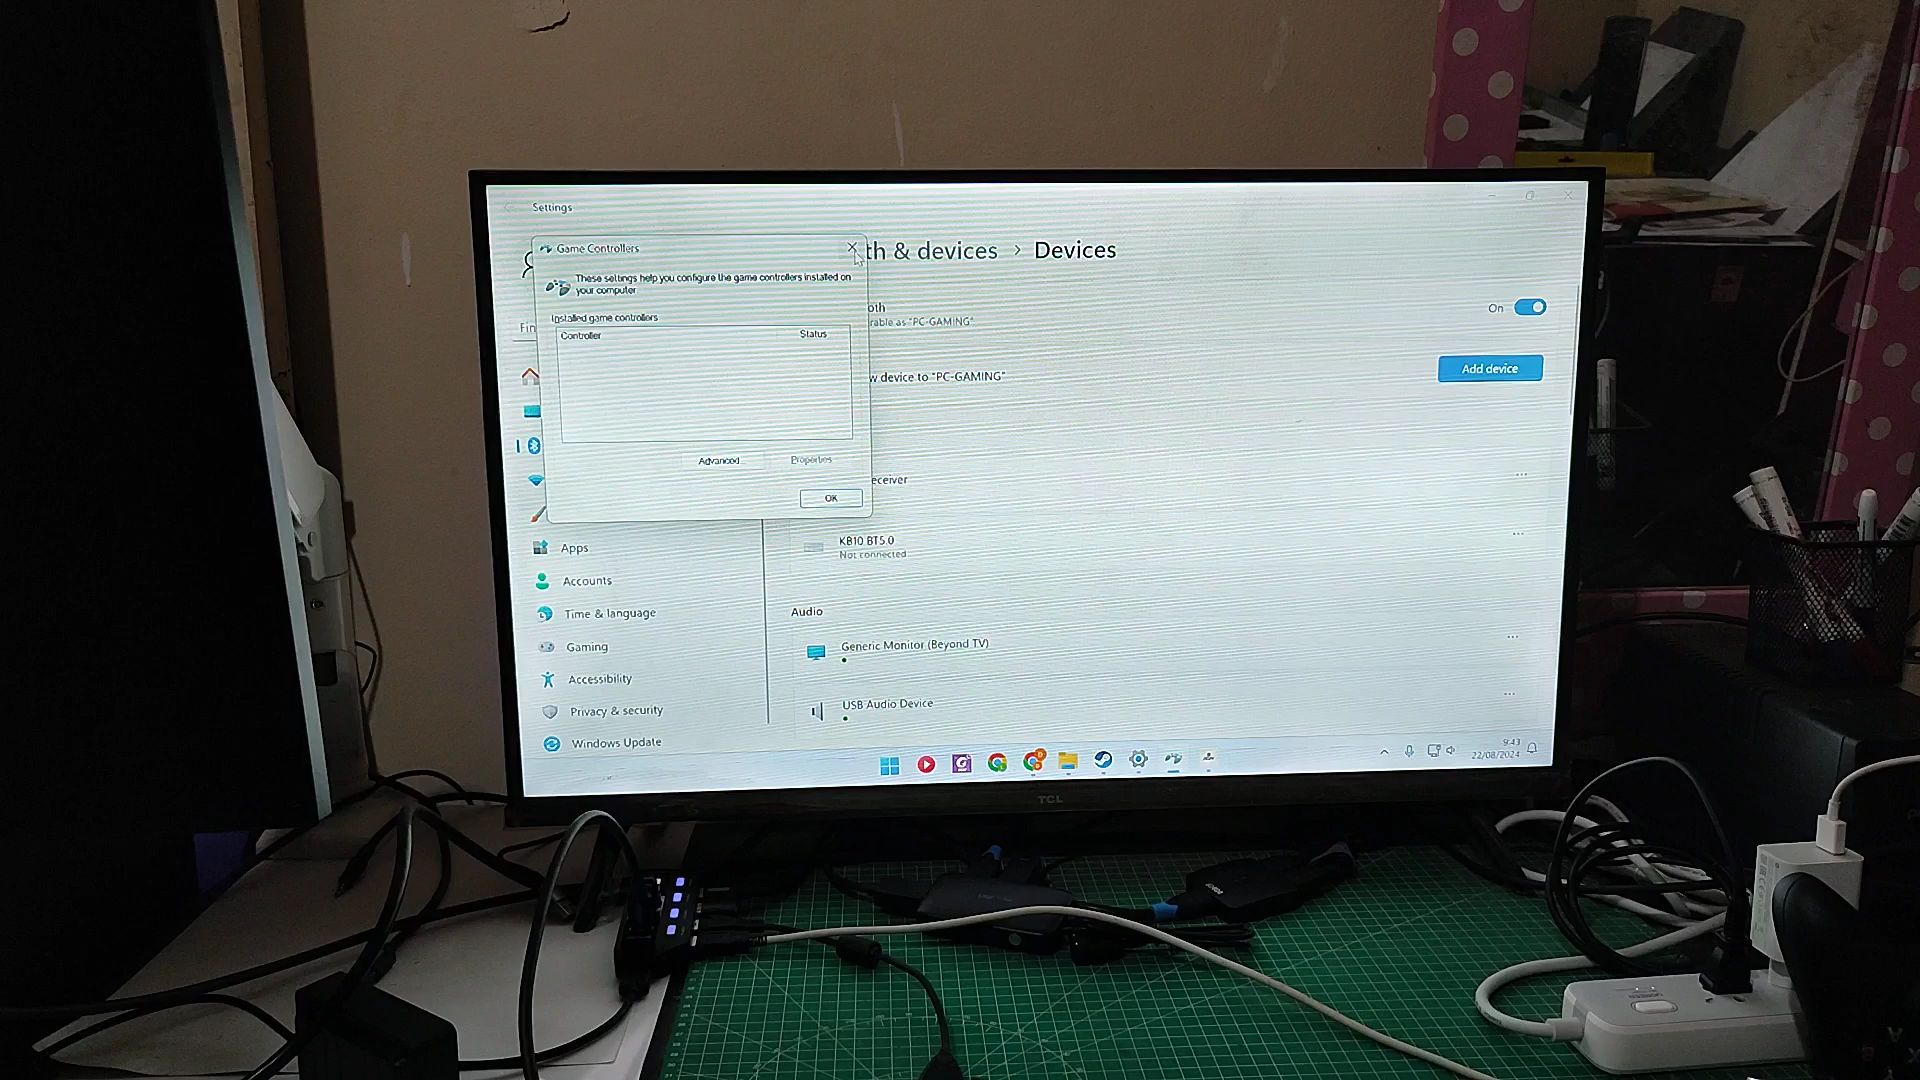 Settings
Game Controllers
th & devices › Devices
These settings help you configure the game controllers installed on
your computer.
Installed game controllers
Controller
Status
Advanced...
Properties
OK
Fin
oth
rable as "PC-GAMING"
On
w device to "PC-GAMING"
Add device
eceiver
KB10 BT5.0
Not connected
Apps
Accounts
Time & language
Gaming
Accessibility
Privacy & security
Windows Update
Audio
Generic Monitor (Beyond TV)
USB Audio Device
9:43
22/08/2024
TCL